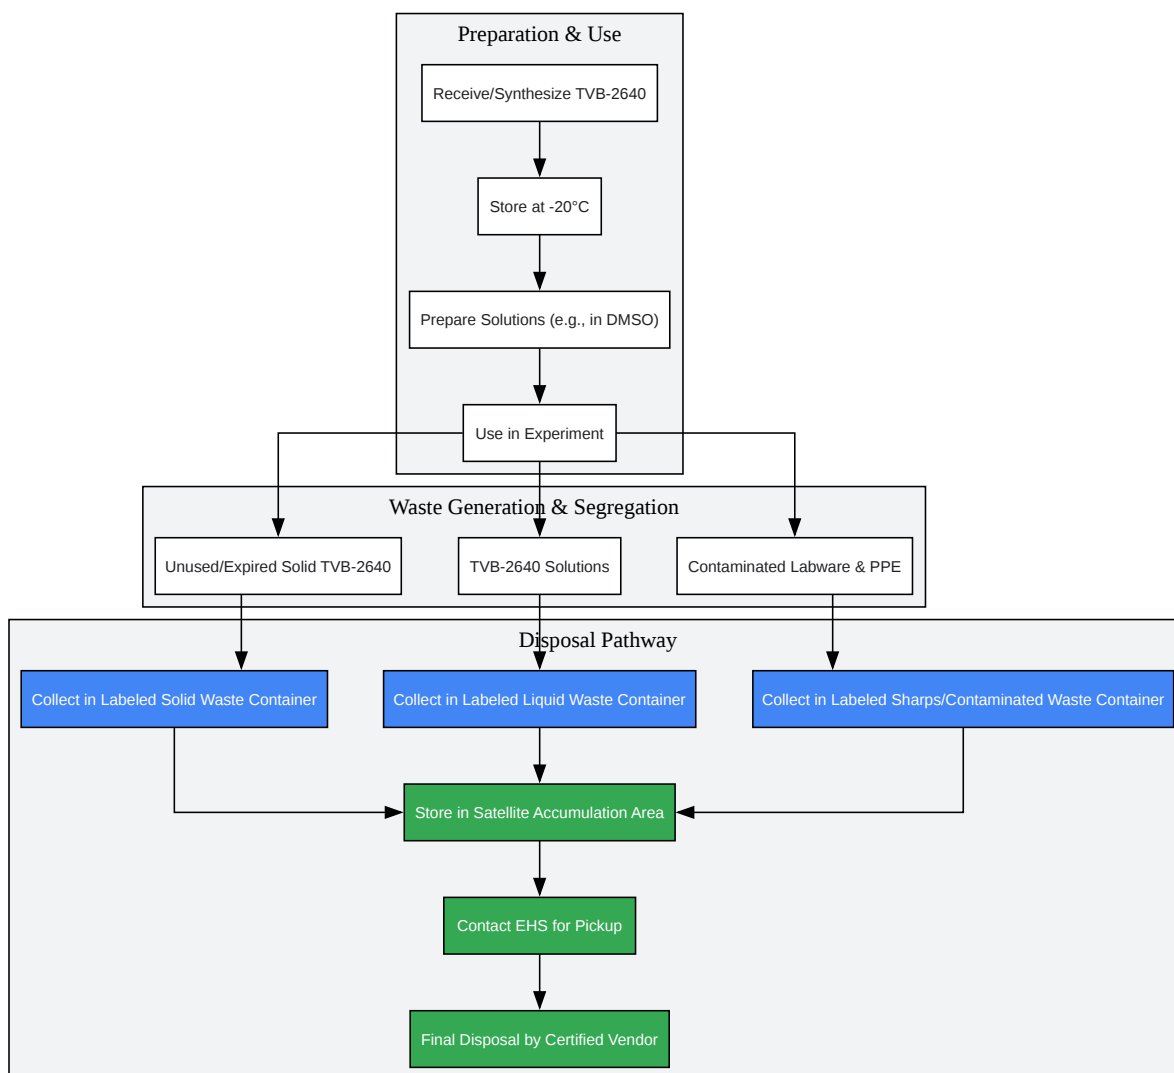 Preparation & Use
Receive/Synthesize TVB-2640
Store at -20°C
Prepare Solutions (e.g., in DMSO)
Use in Experiment
Waste Generation & Segregation
Unused/Expired Solid TVB-2640
TVB-2640 Solutions
Contaminated Labware & PPE
Disposal Pathway
Collect in Labeled Solid Waste Container
Collect in Labeled Liquid Waste Container
Collect in Labeled Sharps/Contaminated Waste Container
Store in Satellite Accumulation Area
Contact EHS for Pickup
Final Disposal by Certified Vendor